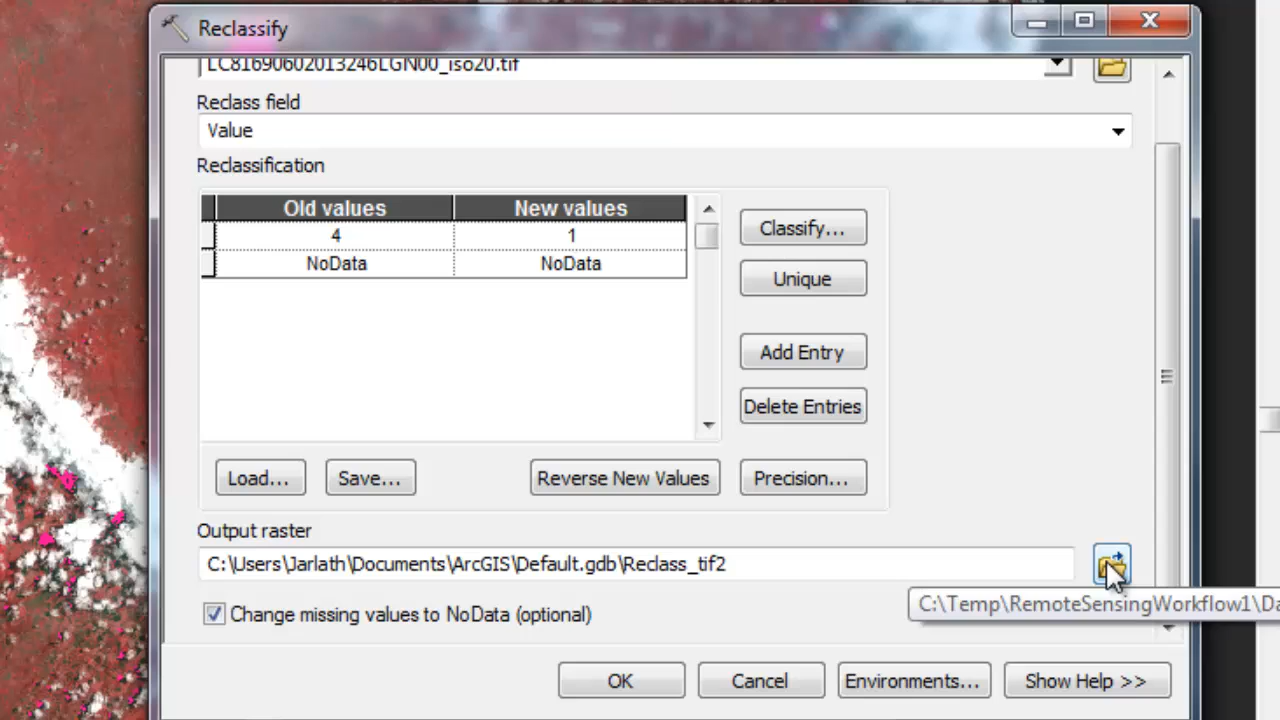 Reclassify
LC81690602013246LGN00_iso20.tif
Reclass field
Value
Reclassification
Old values New values
4 1
NoData NoData
Classify...
Unique
Add Entry
Delete Entries
Load... Save... Reverse New Values Precision...
Output raster
C:\Users\Jarlath\Documents\ArcGIS\Default.gdb\Reclass_tif2
C:\Temp\RemoteSensingWorkflow1\Da
Change missing values to NoData (optional)
OK Cancel Environments... Show Help >>